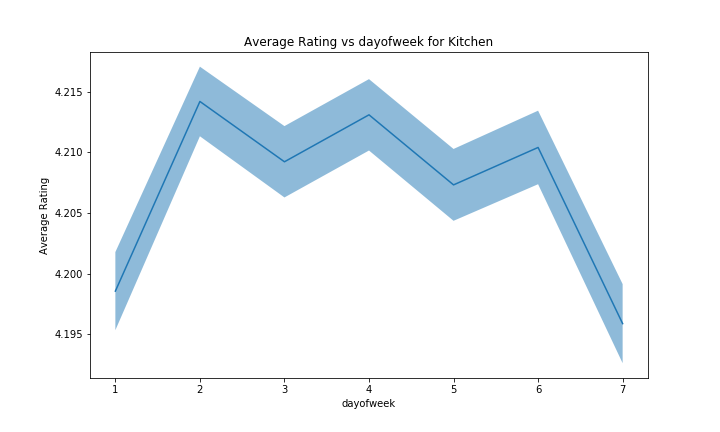 Average Rating vs dayofweek for Kitchen
4.215
4.210
4.205
4.200
4.195
Average Rating
1 2 3 4 5 6 7
dayofweek